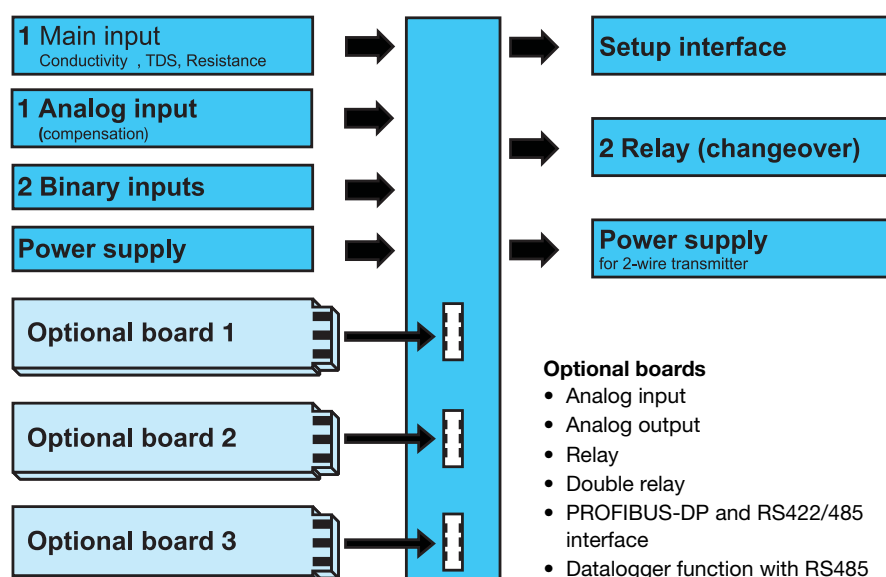 1 Main input
Conductivity , TDS, Resistance
1 Analog input
(compensation)
2 Binary inputs
Power supply
Optional board 1
Optional board 2
Optional board 3
Setup interface
2 Relay (changeover)
Power supply
for 2-wire transmitter
Optional boards
• Analog input
• Analog output
• Relay
• Double relay
• PROFIBUS-DP and RS422/485
interface
• Datalogger function with RS485